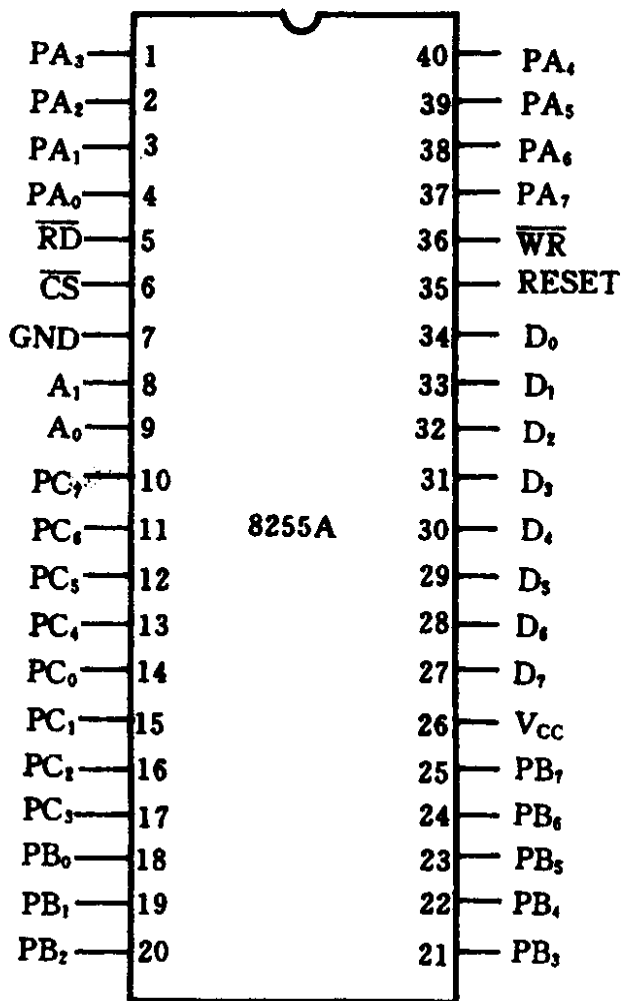 PA₃ 1 40 PA₄
PA₂ 2 39 PA₅
PA₁ 3 38 PA₆
PA₀ 4 37 PA₇
R̅D̅ 5 36 W̅R̅
C̅S̅ 6 35 RESET
GND 7 34 D₀
A₁ 8 33 D₁
A₀ 9 32 D₂
PC₇ 10 31 D₃
PC₆ 11 8255A 30 D₄
PC₅ 12 29 D₅
PC₄ 13 28 D₆
PC₀ 14 27 D₇
PC₁ 15 26 V_CC
PC₂ 16 25 PB₇
PC₃ 17 24 PB₆
PB₀ 18 23 PB₅
PB₁ 19 22 PB₄
PB₂ 20 21 PB₃